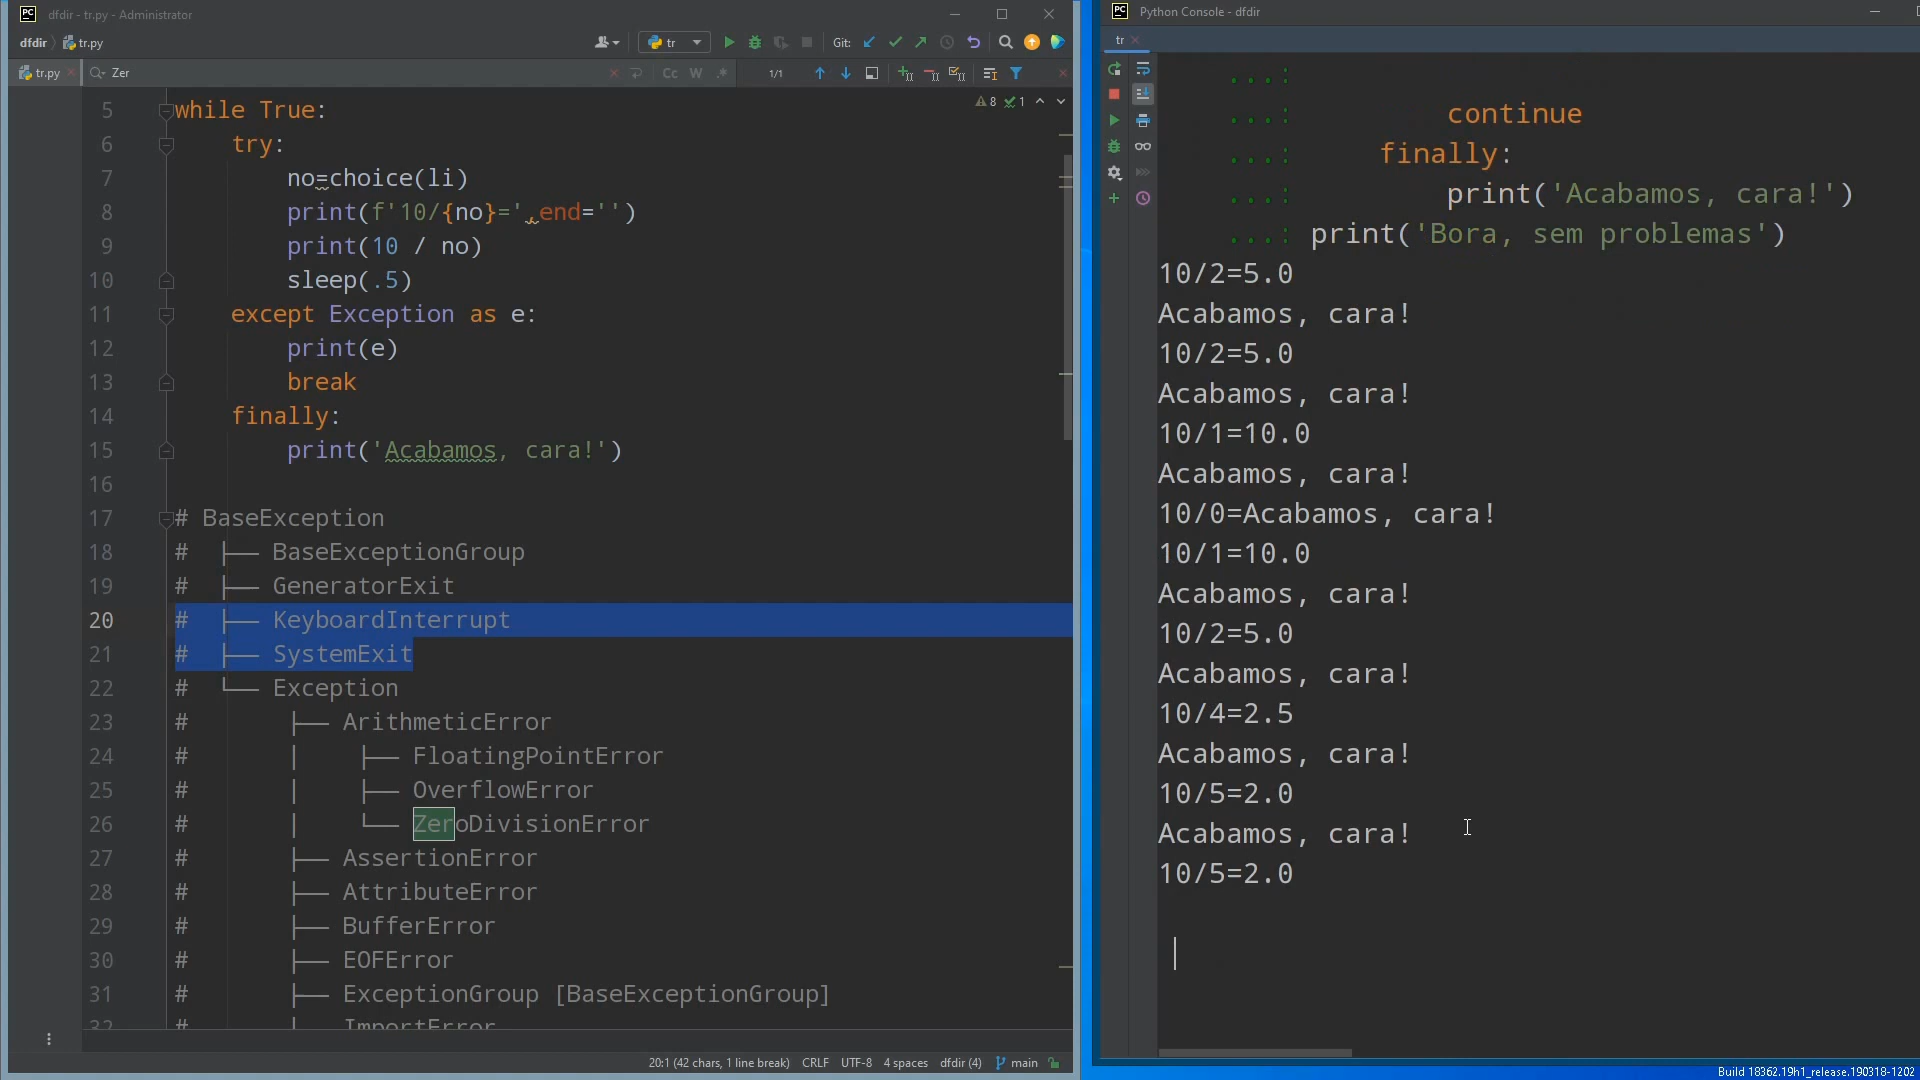 dfdir - tr.py - Administrator
dfdir tr.py
tr
Git:
tr.py
Zer
Cc W .*
1/1
8 1
5 while True:
6 try:
7 no=choice(li)
8 print(f'10/{no}=',end='')
9 print(10 / no)
10 sleep(.5)
11 except Exception as e:
12 print(e)
13 break
14 finally:
15 print('Acabamos, cara!')
16
17 # BaseException
18 # ├── BaseExceptionGroup
19 # ├── GeneratorExit
20 # ├── KeyboardInterrupt
21 # ├── SystemExit
22 # └── Exception
23 # ├── ArithmeticError
24 # │ ├── FloatingPointError
25 # │ ├── OverflowError
26 # │ └── ZeroDivisionError
27 # ├── AssertionError
28 # ├── AttributeError
29 # ├── BufferError
30 # ├── EOFError
31 # ├── ExceptionGroup [BaseExceptionGroup]
32 # ├── ImportError
20:1 (42 chars, 1 line break) CRLF UTF-8 4 spaces dfdir (4) main
Python Console - dfdir
tr
...:
...: continue
...: finally:
...: print('Acabamos, cara!')
...: print('Bora, sem problemas')
10/2=5.0
Acabamos, cara!
10/2=5.0
Acabamos, cara!
10/1=10.0
Acabamos, cara!
10/0=Acabamos, cara!
10/1=10.0
Acabamos, cara!
10/2=5.0
Acabamos, cara!
10/4=2.5
Acabamos, cara!
10/5=2.0
Acabamos, cara!
10/5=2.0
Build 18362.19h1_release.190318-1202